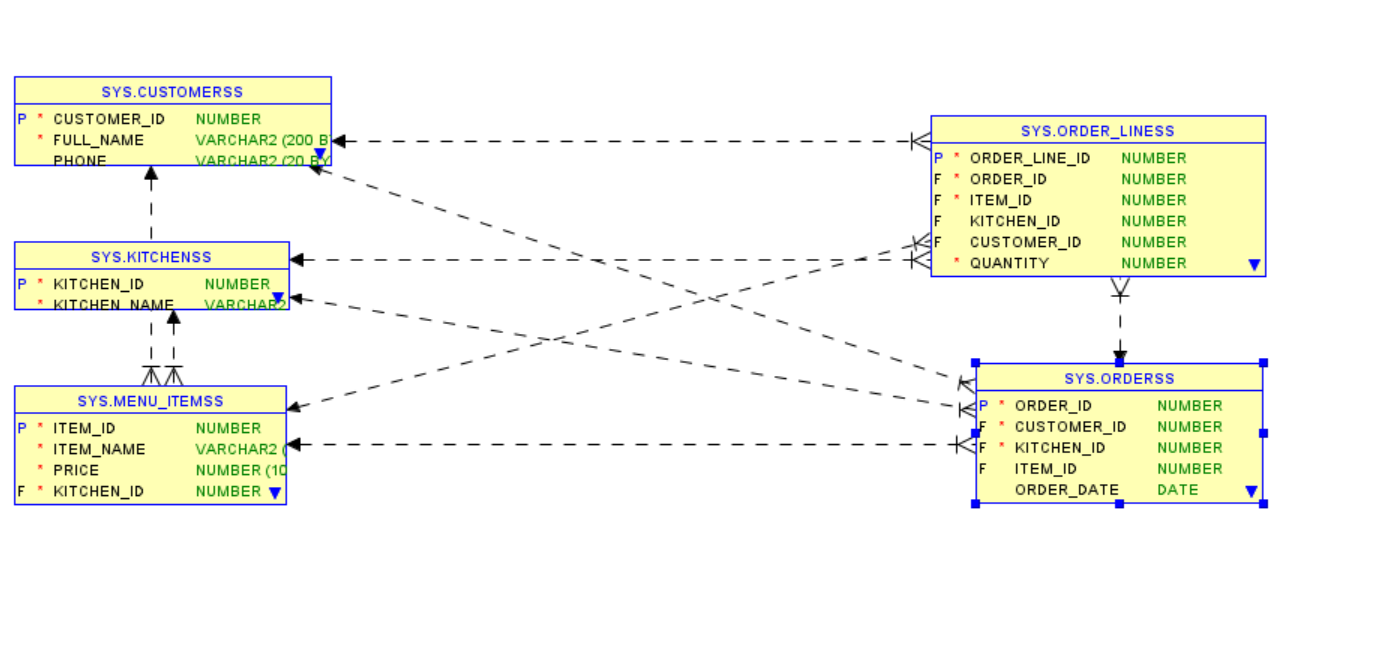 SYS.CUSTOMERSS
P * CUSTOMER_ID NUMBER
* FULL_NAME VARCHAR2 (200 B
PHONE VARCHAR2 (20 BY
SYS.KITCHENSS
P * KITCHEN_ID NUMBER
* KITCHEN_NAME VARCHAR2
SYS.MENU_ITEMSS
P * ITEM_ID NUMBER
* ITEM_NAME VARCHAR2 (
* PRICE NUMBER (10
F * KITCHEN_ID NUMBER
SYS.ORDER_LINESS
P * ORDER_LINE_ID NUMBER
F * ORDER_ID NUMBER
F * ITEM_ID NUMBER
F KITCHEN_ID NUMBER
F CUSTOMER_ID NUMBER
* QUANTITY NUMBER
SYS.ORDERSS
P * ORDER_ID NUMBER
F * CUSTOMER_ID NUMBER
F * KITCHEN_ID NUMBER
F ITEM_ID NUMBER
ORDER_DATE DATE